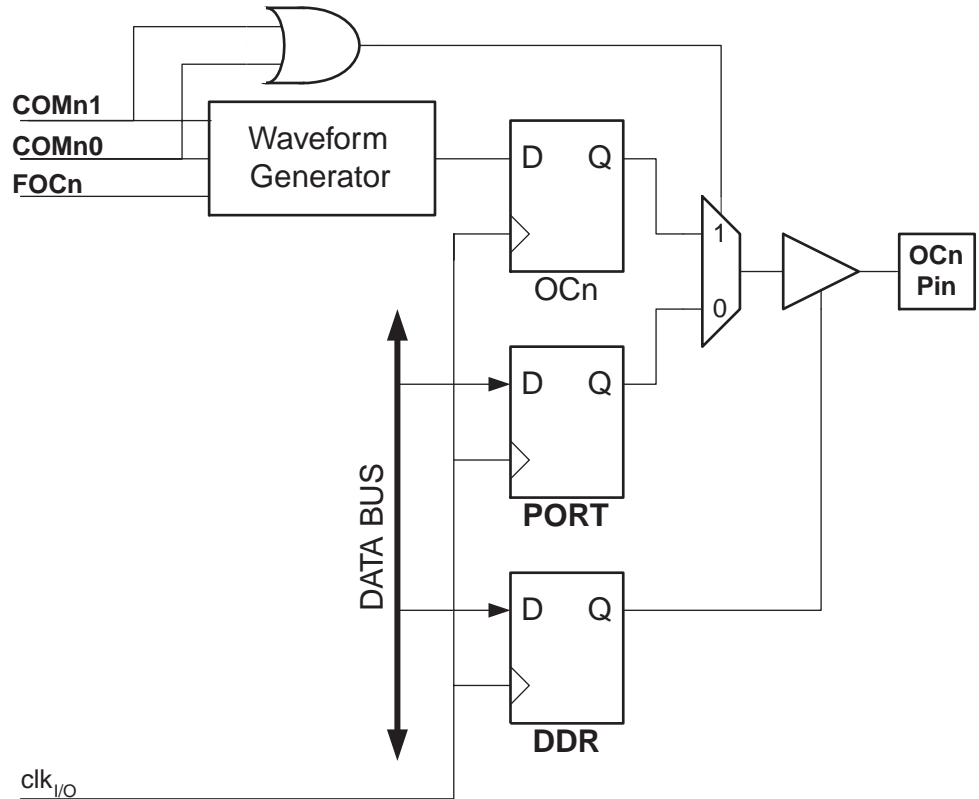 COMn1
COMn0
FOCn
Waveform
Generator
D Q
OCn
1
0
OCn
Pin
D Q
PORT
DATA BUS
D Q
DDR
clkI/O